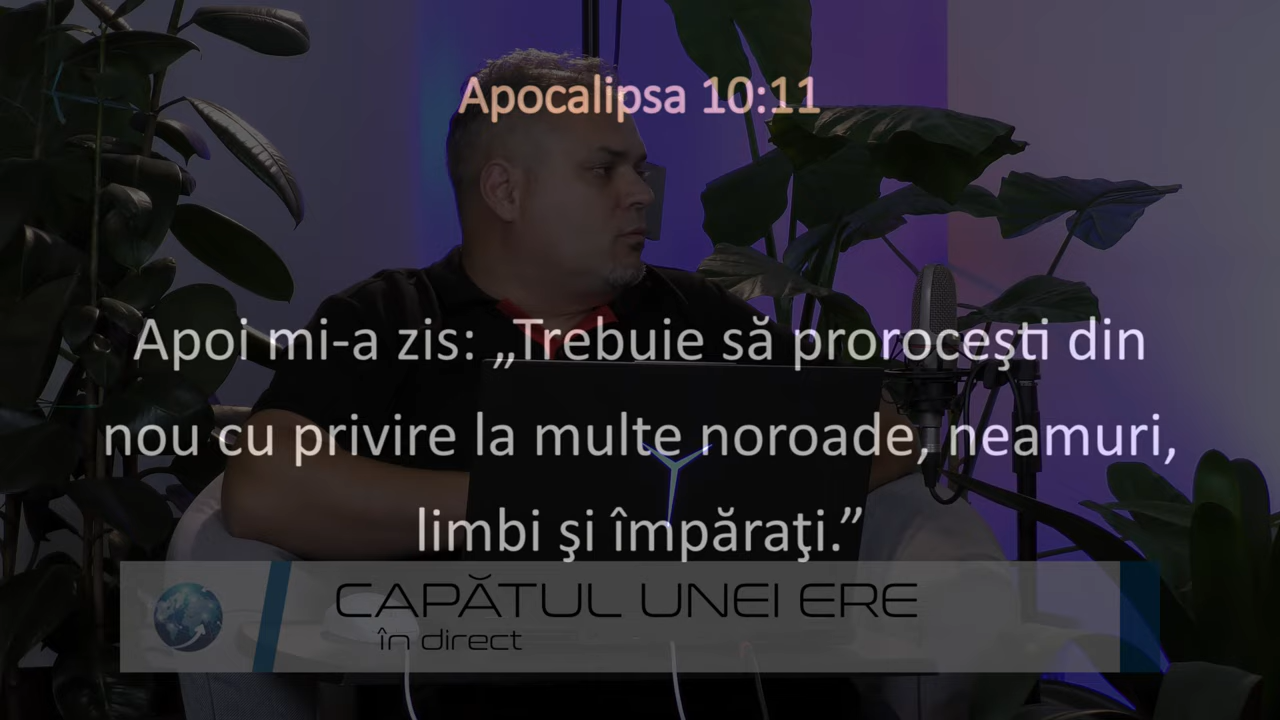 Apocalipsa 10:11
Apoi mi-a zis: „Trebuie să proroceşti din
nou cu privire la multe noroade, neamuri,
limbi şi împăraţi.”
CAPĂTUL UNEI ERE
în direct